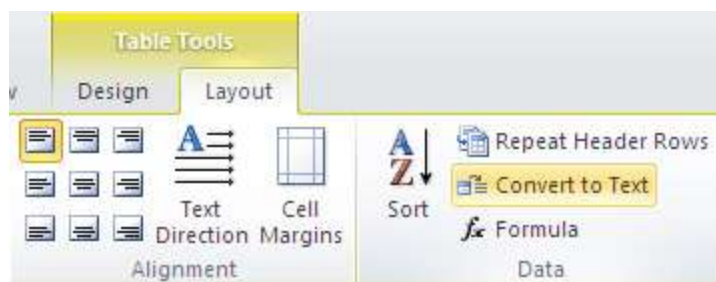 Table Tools
Design Layout
Repeat Header Rows
Convert to Text
Formula
Text Direction
Cell Margins
Sort
Alignment
Data